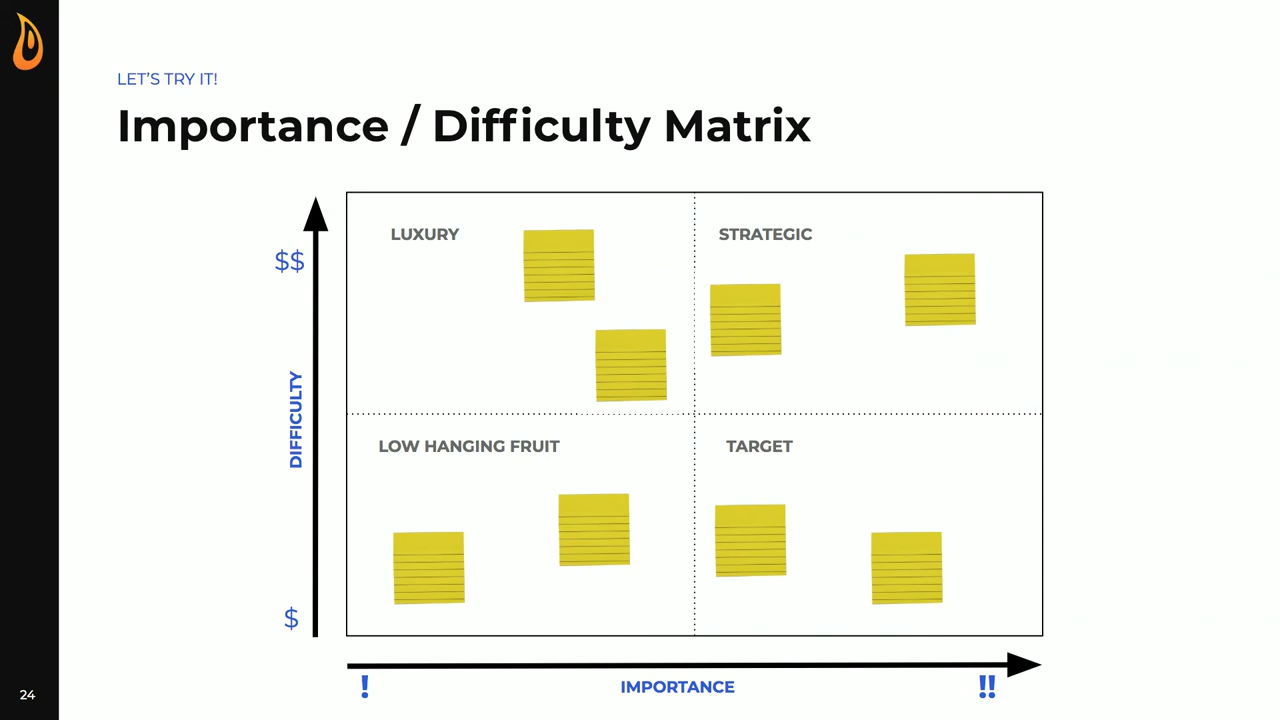 LET'S TRY IT!
Importance / Difficulty Matrix
$$
DIFFICULTY
$
LUXURY
STRATEGIC
LOW HANGING FRUIT
TARGET
!
IMPORTANCE
!!
24